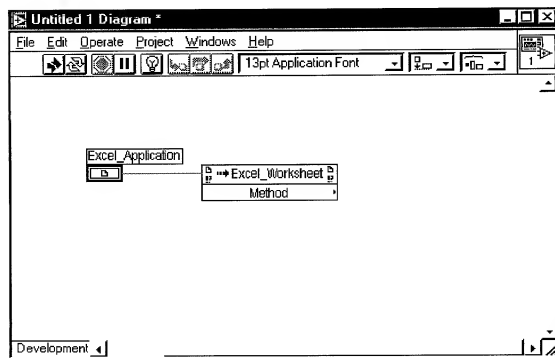 Untitled 1 Diagram *
File Edit Operate Project Windows Help
13pt Application Font
1
Excel_Application
Excel_Worksheet
Method
Development